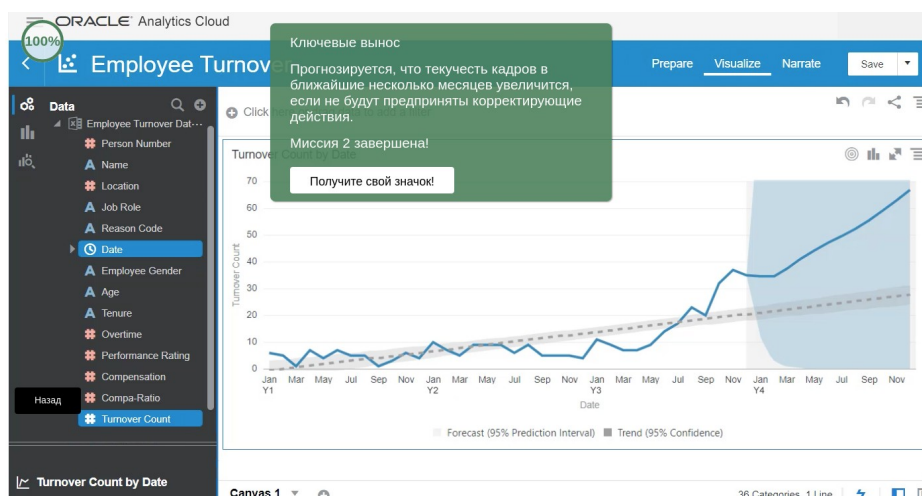 ORACLE Analytics Cloud
100%
Employee Turnov
Prepare Visualize Narrate Save
Ключевые вынос
Прогнозируется, что текучесть кадров в
ближайшие несколько месяцев увеличится,
если не будут предприняты корректирующие
действия.
Миссия 2 завершена!
Получите свой значок!
Data
Employee Turnover Dat...
Person Number
Name
Location
Job Role
Reason Code
Date
Employee Gender
Age
Tenure
Overtime
Performance Rating
Compensation
Compa-Ratio
Turnover Count
Назад
Turnover Count by Date
Click
Turnover Count by Date
Turnover Count
70
60
50
40
30
20
10
0
Jan Mar May Jul Sep Nov Jan Mar May Jul Sep Nov Jan Mar May Jul Sep Nov Jan Mar May Jul Sep Nov
Y1 Y2 Y3 Y4
Date
Forecast (95% Prediction Interval) Trend (95% Confidence)
Canvas 1
36 Categories, 1 Line